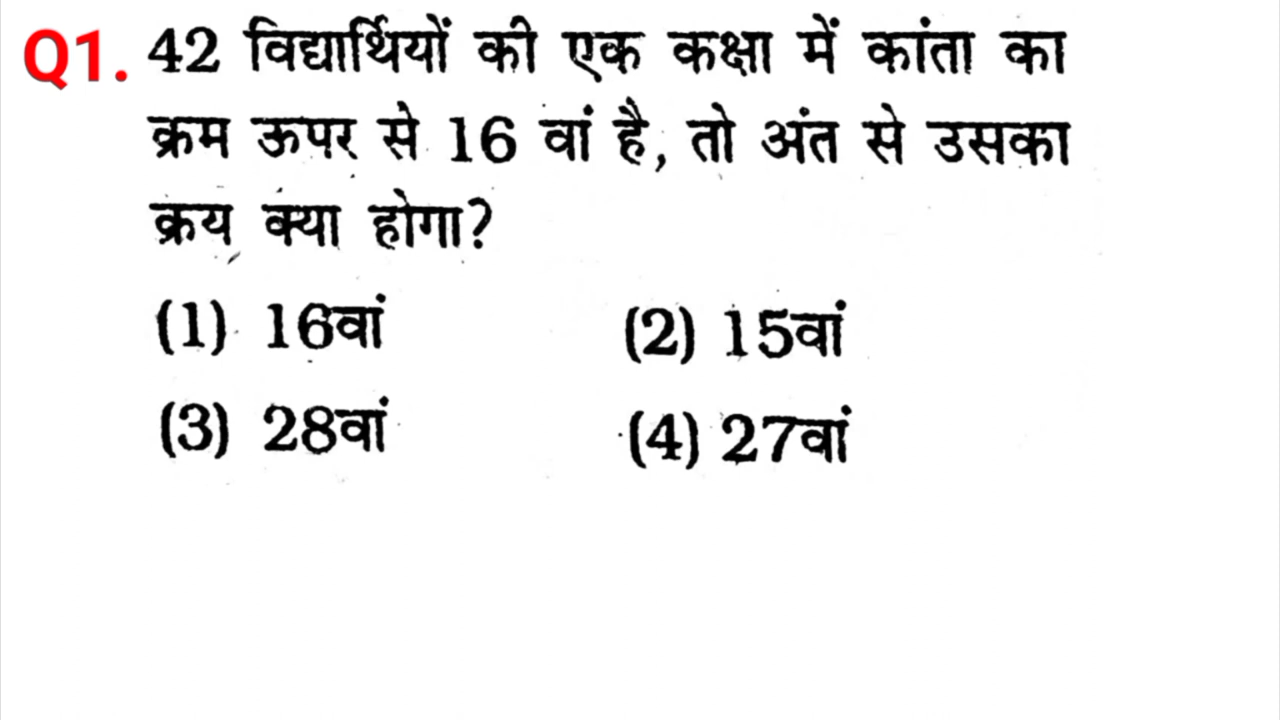 Q1. 42 विद्यार्थियों की एक कक्षा में कांता का
क्रम ऊपर से 16 वां है, तो अंत से उसका
क्रय क्या होगा?
(1) 16वां (2) 15वां
(3) 28वां (4) 27वां